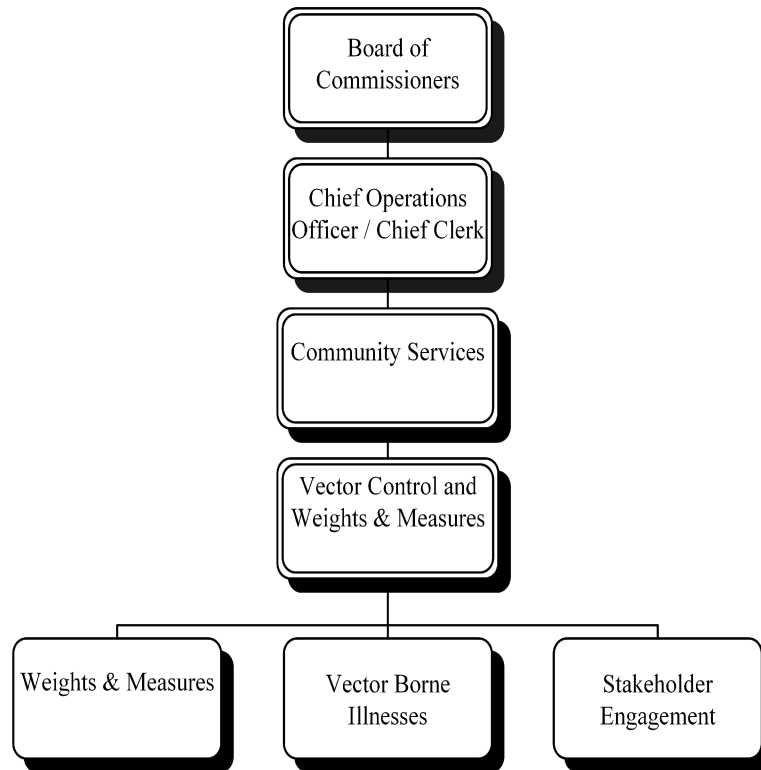 Board of
Commissioners
Chief Operations
Officer / Chief Clerk
Community Services
Vector Control and
Weights & Measures
Weights & Measures
Vector Borne
Illnesses
Stakeholder
Engagement